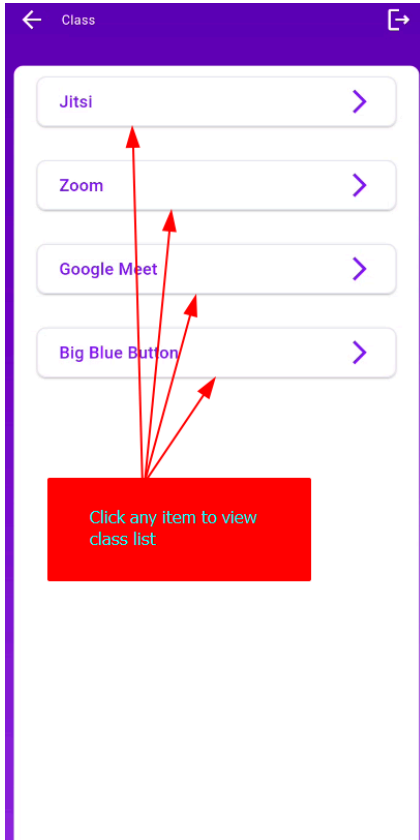 Class
Jitsi
Zoom
Google Meet
Big Blue Button
Click any item to view
class list